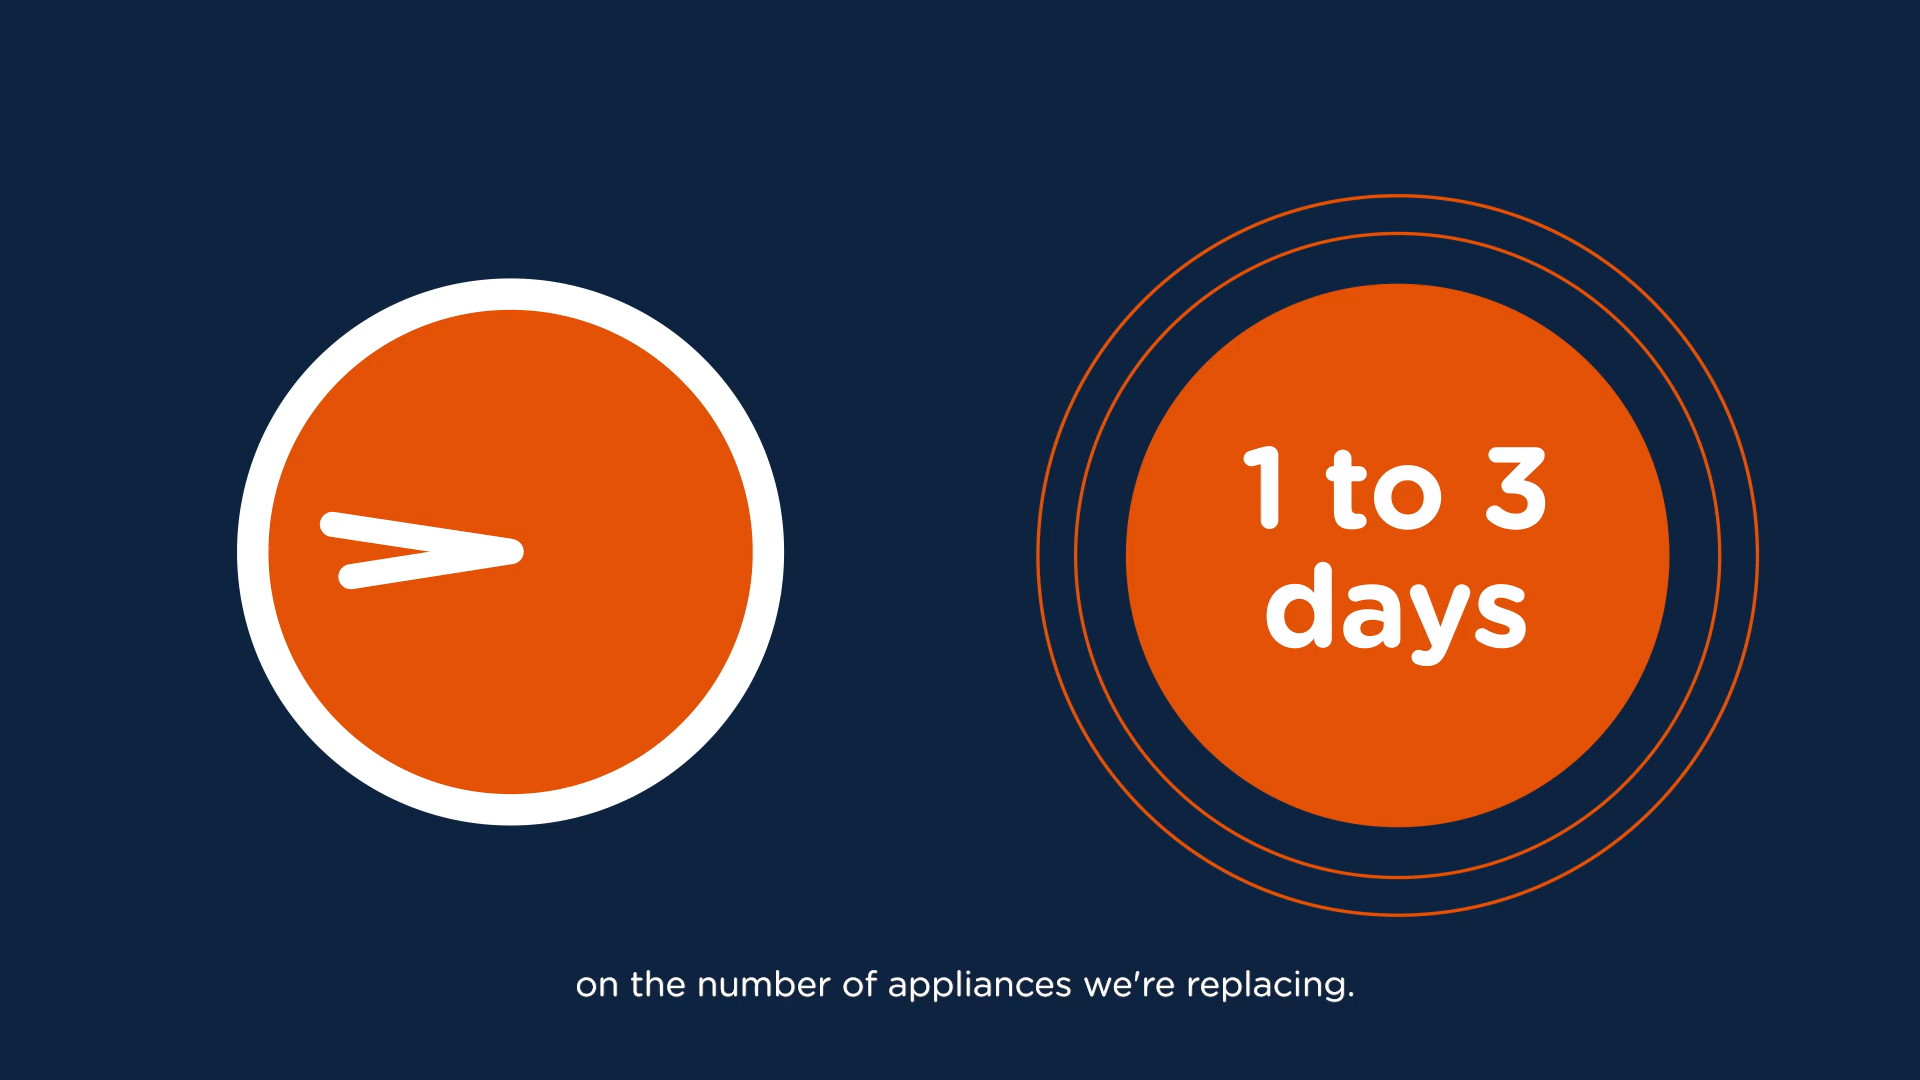 1 to 3
days
on the number of appliances we're replacing.